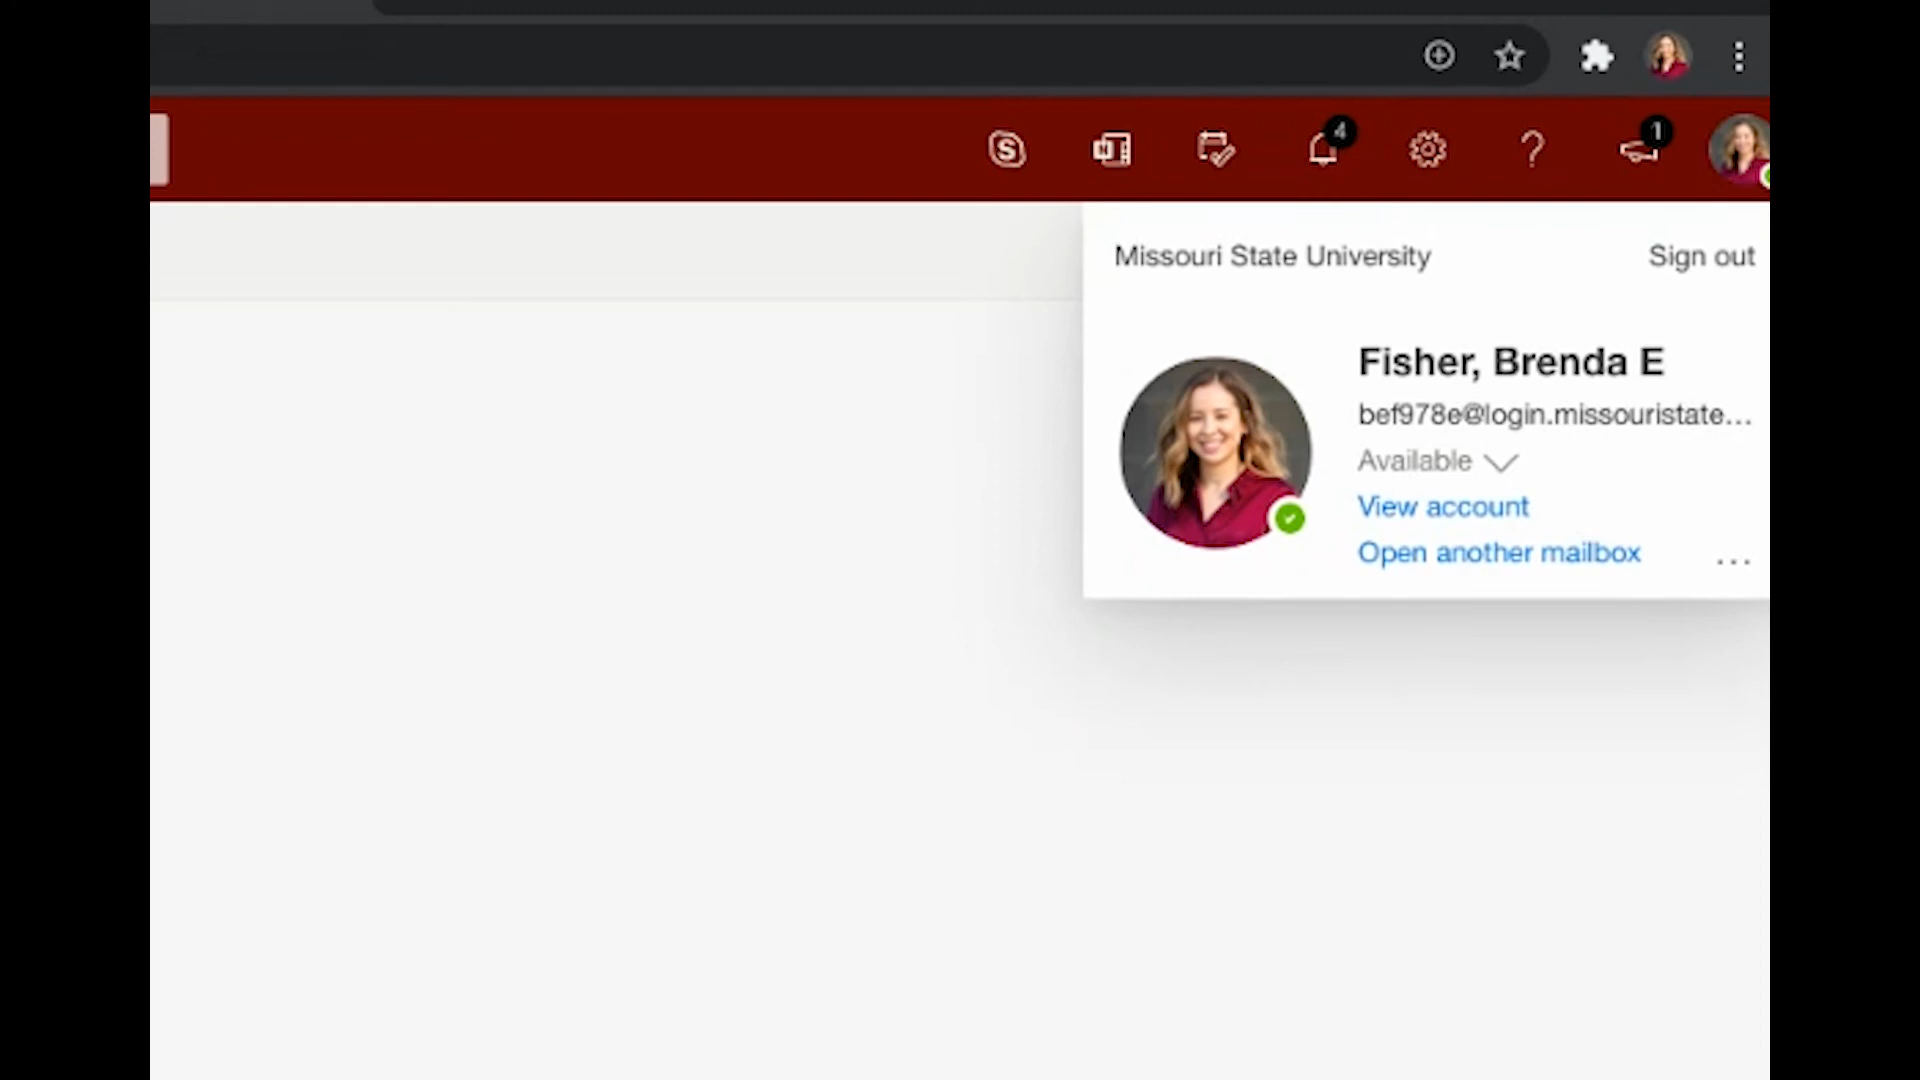 4
1
Missouri State University Sign out
Fisher, Brenda E
bef978e@login.missouristate...
Available
View account
Open another mailbox